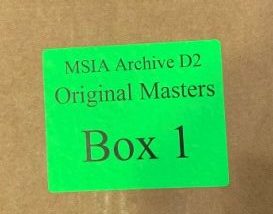 MSIA Archive D2
Original Masters
Box 1